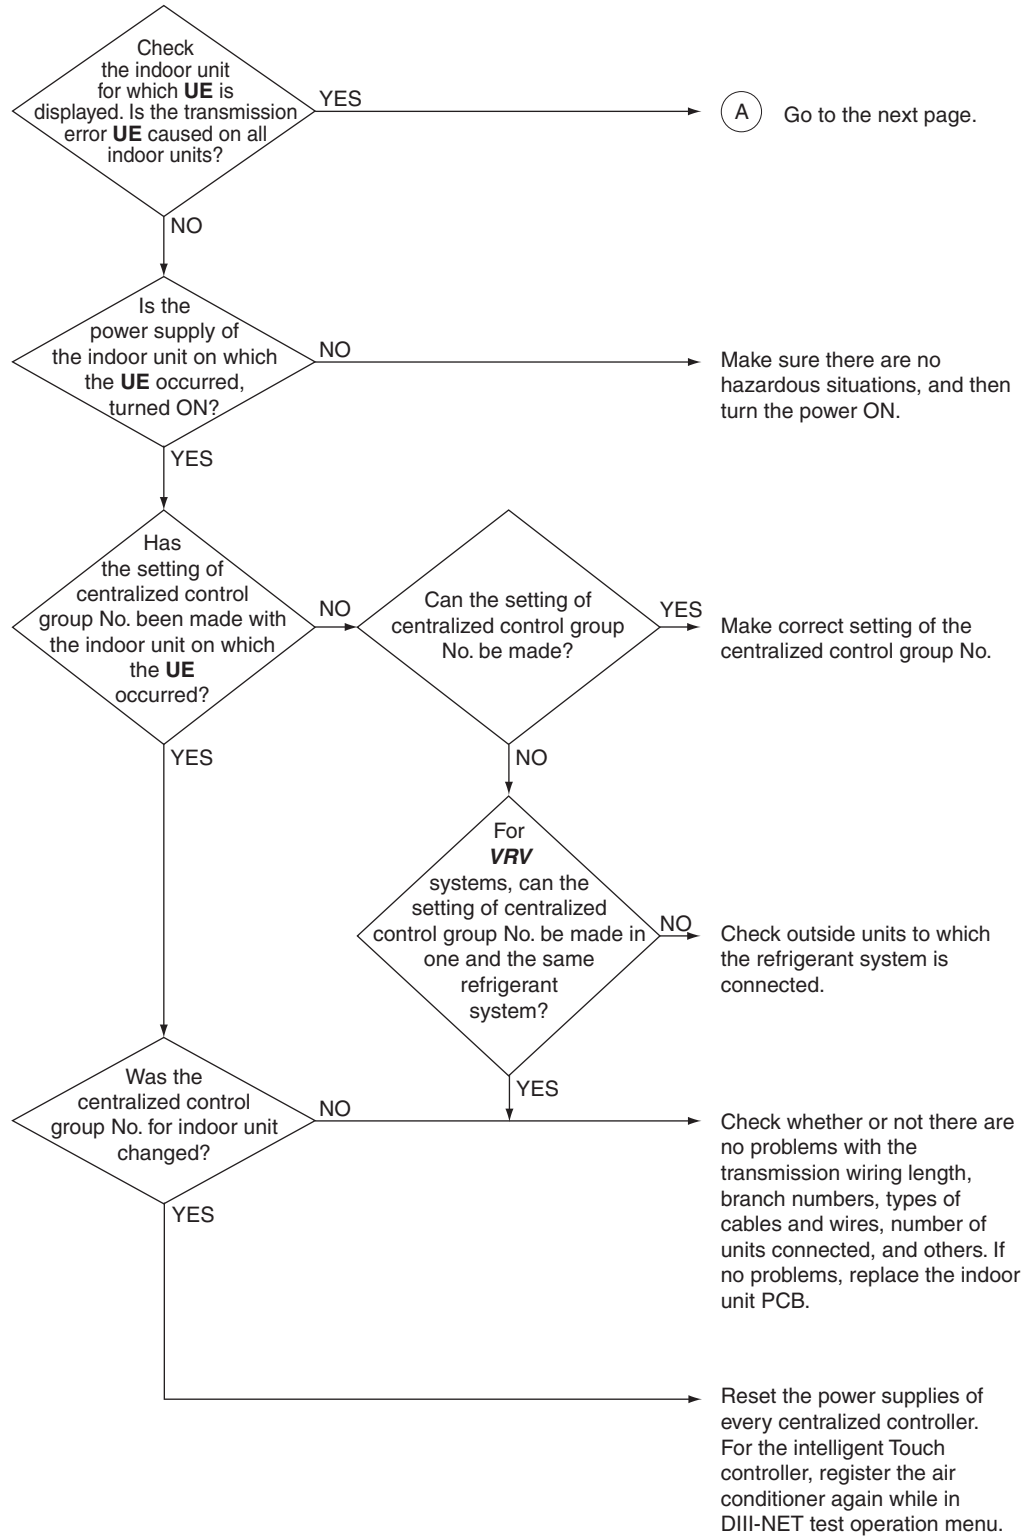 Check
the indoor unit
for which UE is
displayed. Is the transmission
error UE caused on all
indoor units?
YES
A
Go to the next page.
NO
Is the
power supply of
the indoor unit on which
the UE occurred,
turned ON?
NO
Make sure there are no
hazardous situations, and then
turn the power ON.
YES
Has
the setting of
centralized control
group No. been made with
the indoor unit on which
the UE
occurred?
NO
Can the setting of
centralized control group
No. be made?
YES
Make correct setting of the
centralized control group No.
YES
NO
For
VRV
systems, can the
setting of centralized
control group No. be made in
one and the same
refrigerant
system?
NO
Check outside units to which
the refrigerant system is
connected.
YES
Was the
centralized control
group No. for indoor unit
changed?
NO
Check whether or not there are
no problems with the
transmission wiring length,
branch numbers, types of
cables and wires, number of
units connected, and others. If
no problems, replace the indoor
unit PCB.
YES
Reset the power supplies of
every centralized controller.
For the intelligent Touch
controller, register the air
conditioner again while in
DIII-NET test operation menu.